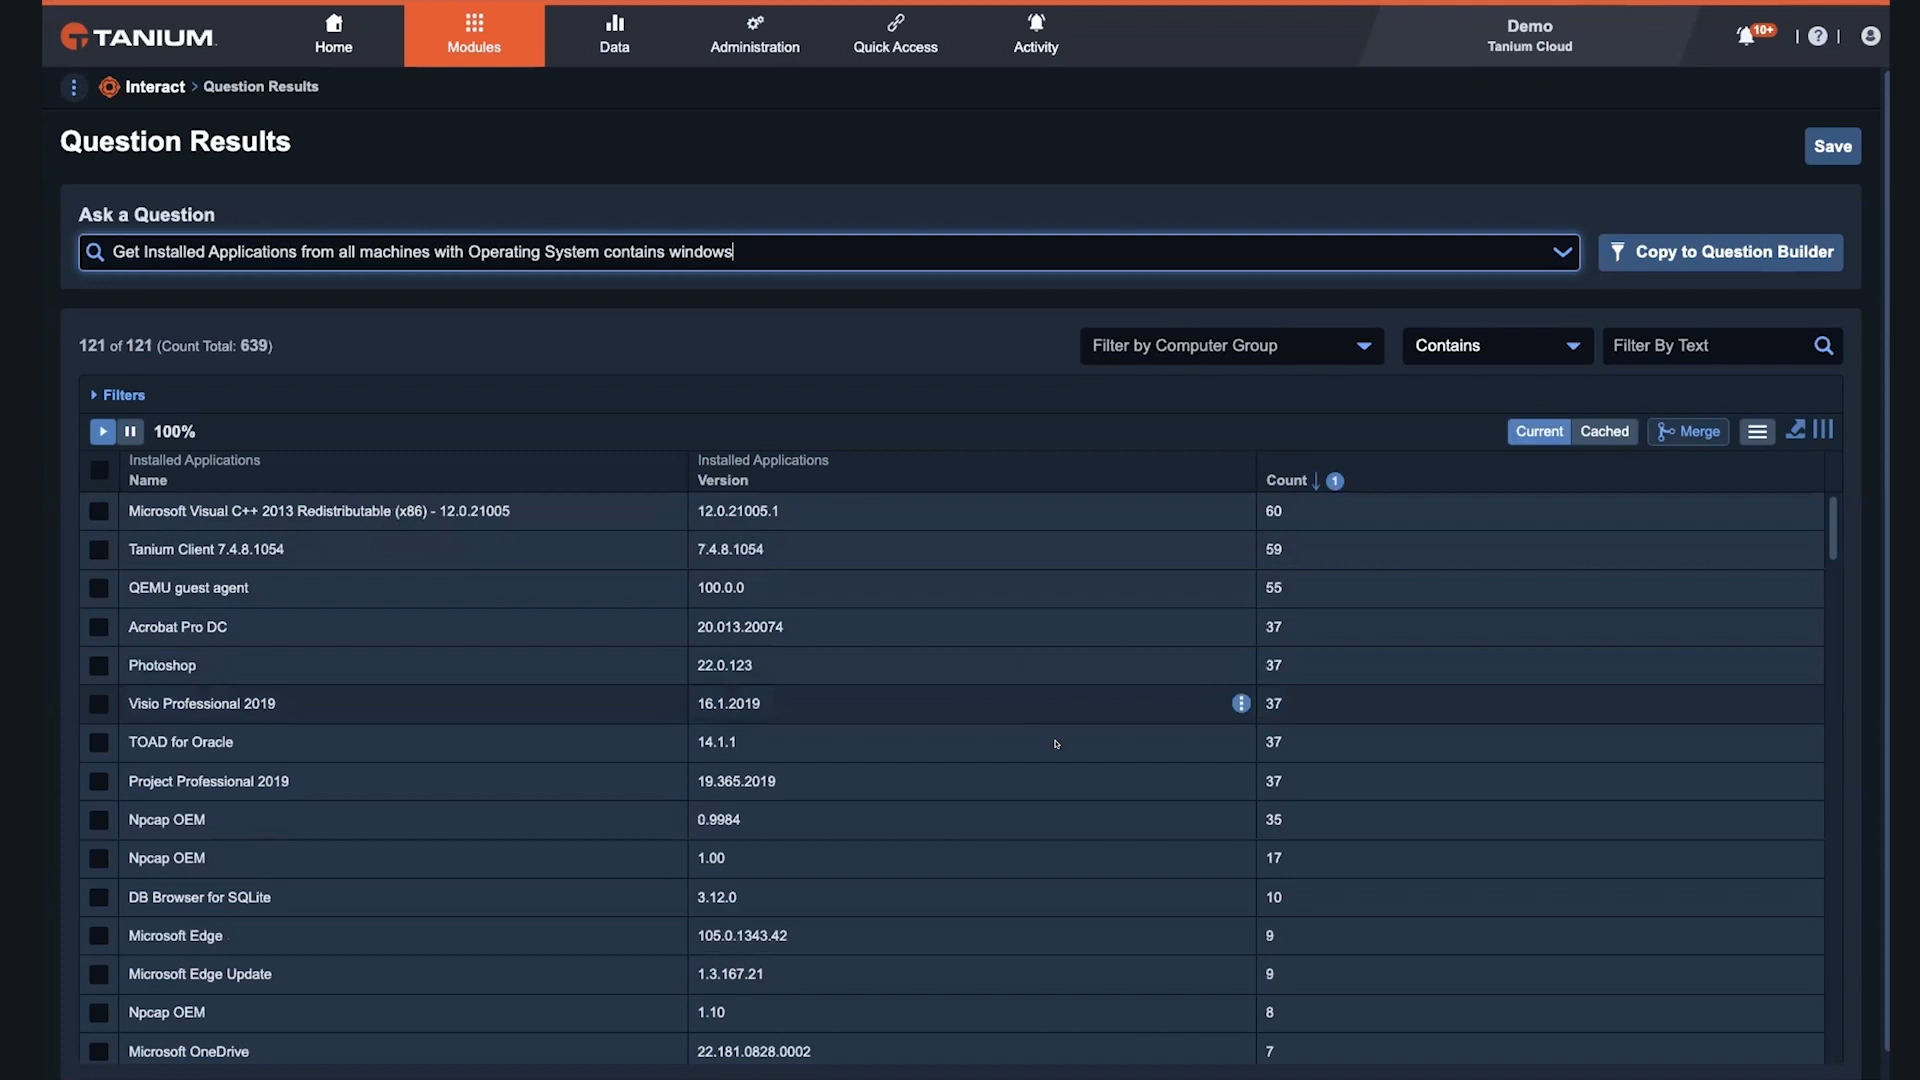 TANIUM
Home
Modules
Data
Administration
Quick Access
Activity
Demo
Tanium Cloud
10+
Interact > Question Results
Question Results
Save
Ask a Question
Get Installed Applications from all machines with Operating System contains windows
Copy to Question Builder
121 of 121 (Count Total: 639)
Filter by Computer Group
Contains
Filter By Text
Filters
100%
Current
Cached
Merge
Installed Applications
Name
Installed Applications
Version
Count 1
Microsoft Visual C++ 2013 Redistributable (x86) - 12.0.21005 12.0.21005.1 60
Tanium Client 7.4.8.1054 7.4.8.1054 59
QEMU guest agent 100.0.0 55
Acrobat Pro DC 20.013.20074 37
Photoshop 22.0.123 37
Visio Professional 2019 16.1.2019 37
TOAD for Oracle 14.1.1 37
Project Professional 2019 19.365.2019 37
Npcap OEM 0.9984 35
Npcap OEM 1.00 17
DB Browser for SQLite 3.12.0 10
Microsoft Edge 105.0.1343.42 9
Microsoft Edge Update 1.3.167.21 9
Npcap OEM 1.10 8
Microsoft OneDrive 22.181.0828.0002 7